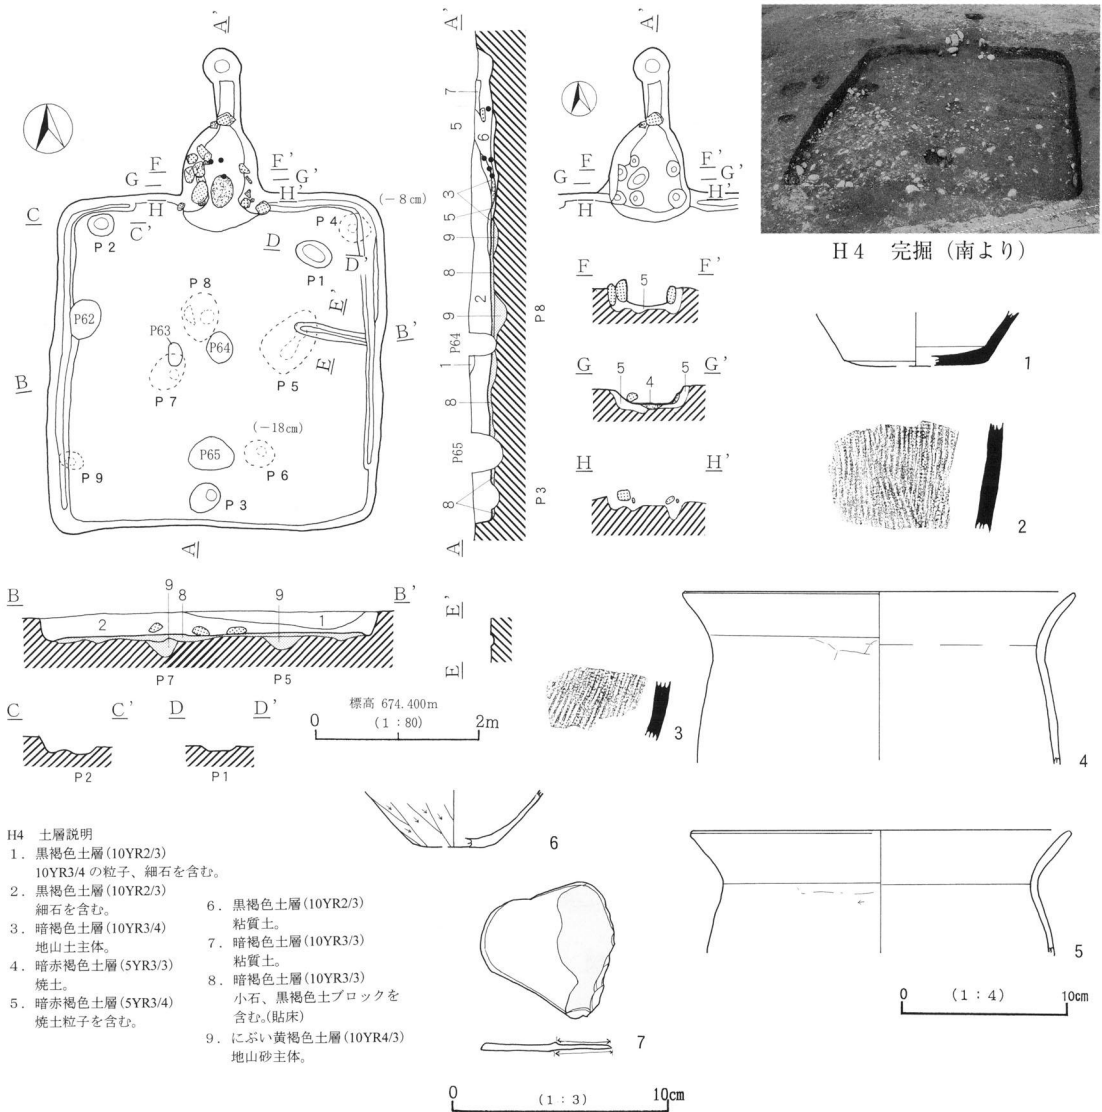 A'
A'
A'
7
5
6
F
F'
G
G'
H
H'
C
C'
(-8cm)
P2
P4
D
D'
P1
P8
E'
P62
P63
P64
B'
E
P5
B
P7
(-18cm)
P65
P6
P9
P3
A
3
5
9
8
2
9
P8
P64
1
8
P65
8
P3
A
F
F'
G
G'
H
H'
H4 完掘 (南より)
F
F'
5
G
G'
5
4
5
H
H'
1
2
B
B'
9
8
9
2
1
P7
P5
E'
E
C
C'
D
D'
P2
P1
標高 674.400m
0 (1:80) 2m
3
4
6
5
H4 土層説明
1. 黒褐色土層(10YR2/3)
10YR3/4 の粒子、細石を含む。
2. 黒褐色土層(10YR2/3)
細石を含む。
3. 暗褐色土層(10YR3/4)
地山土主体。
4. 暗赤褐色土層(5YR3/3)
焼土。
5. 暗赤褐色土層(5YR3/4)
焼土粒子を含む。
6. 黒褐色土層(10YR2/3)
粘質土。
7. 暗褐色土層(10YR3/3)
粘質土。
8. 暗褐色土層(10YR3/3)
小石、黒褐色土ブロックを
含む。(貼床)
9. にぶい黄褐色土層(10YR4/3)
地山砂主体。
7
0 (1:4) 10cm
0 (1:3) 10cm